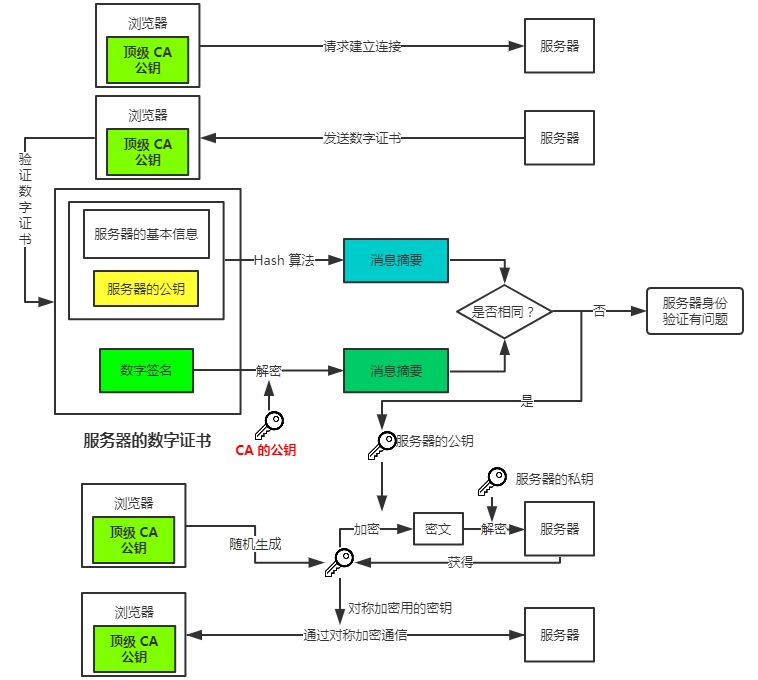 浏览器
顶级 CA
公钥
请求建立连接
服务器
浏览器
顶级 CA
公钥
发送数字证书
服务器
验证数字证书
服务器的基本信息
服务器的公钥
Hash 算法
消息摘要
是否相同？
否
服务器身份
验证有问题
数字签名
解密
消息摘要
是
CA 的公钥
服务器的数字证书
服务器的公钥
服务器的私钥
浏览器
顶级 CA
公钥
随机生成
加密
密文
解密
服务器
获得
对称加密用的密钥
浏览器
顶级 CA
公钥
通过对称加密通信
服务器